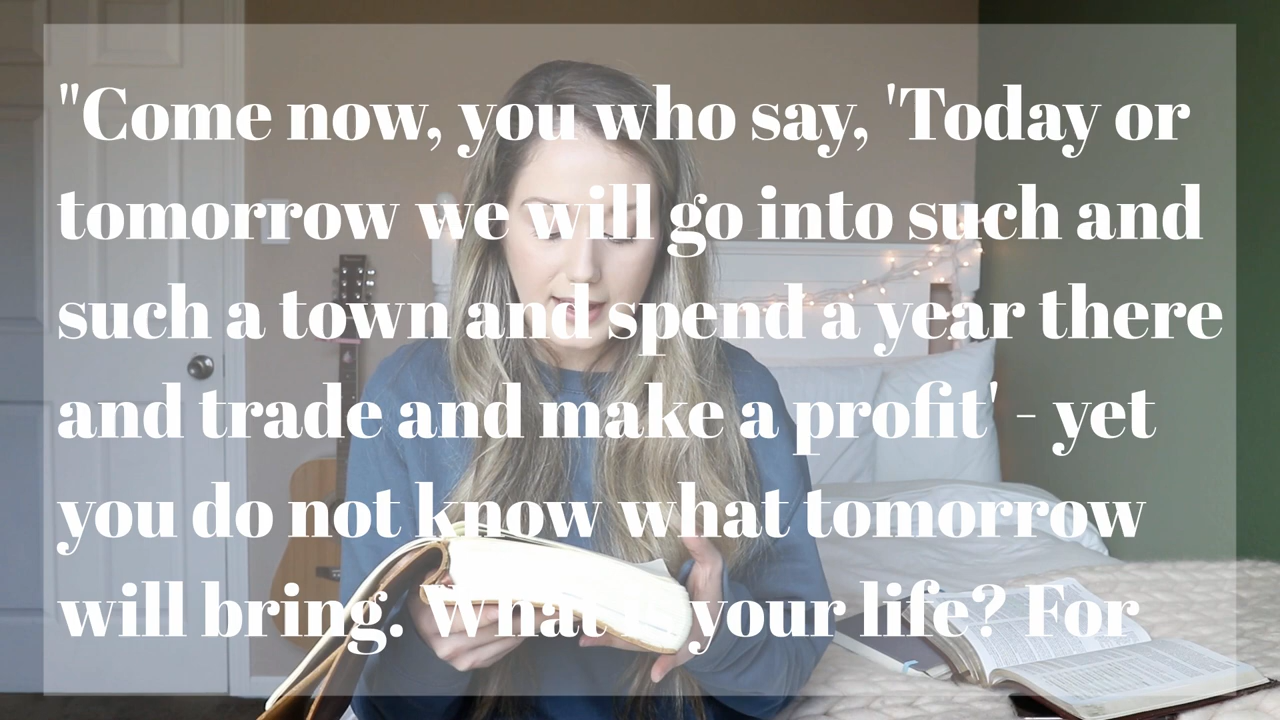 "Come now, you who say, 'Today or
tomorrow we will go into such and
such a town and spend a year there
and trade and make a profit' - yet
you do not know what tomorrow
will bring. What your life? For